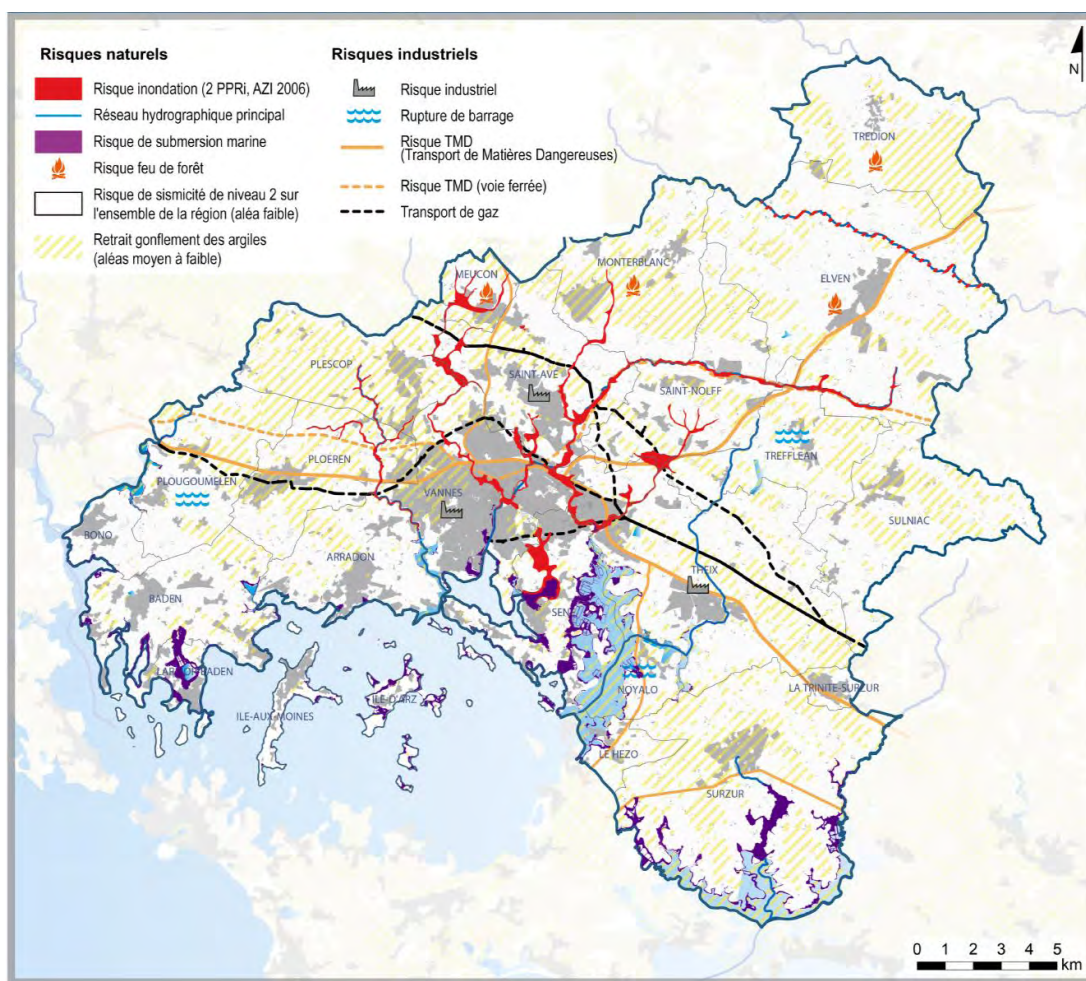 Risques naturels
Risque inondation (2 PPRi, AZI 2006)
Réseau hydrographique principal
Risque de submersion marine
Risque feu de forêt
Risque de sismicité de niveau 2 sur
l'ensemble de la région (aléa faible)
Retrait gonflement des argiles
(aléas moyen à faible)
Risques industriels
Risque industriel
Rupture de barrage
Risque TMD
(Transport de Matières Dangereuses)
Risque TMD (voie ferrée)
Transport de gaz
N
TREDION
MEUCON
MONTERBLANC
ELVEN
PLESCOP
SAINT-AVE
SAINT-NOLFF
TREFFLEAN
PLOEREN
PLOUGOUMELEN
VANNES
SULNIAC
BONO
ARRADON
THEIX
BADEN
SENE
LARMOR-BADEN
NOYALO
LA TRINITE-SURZUR
ILE-AUX-MOINES
ILE-D'ARZ
LE HEZO
SURZUR
0 1 2 3 4 5
km